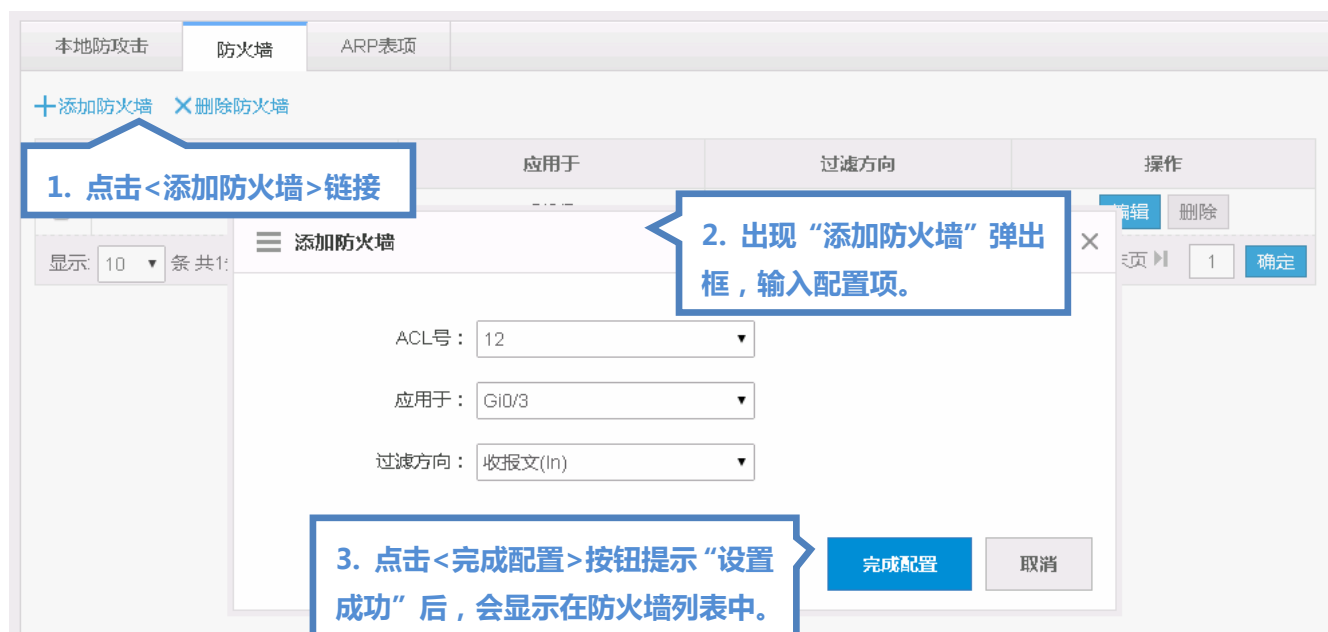 本地防攻击 防火墙 ARP表项
添加防火墙 删除防火墙
应用于 过滤方向 操作
1. 点击<添加防火墙>链接
编辑 删除
2. 出现“添加防火墙”弹出
框，输入配置项。
添加防火墙
显示: 10 条 共1
页 1 确定
ACL号： 12
应用于： Gi0/3
过滤方向： 收报文(In)
3. 点击<完成配置>按钮提示“设置
成功”后，会显示在防火墙列表中。
完成配置 取消